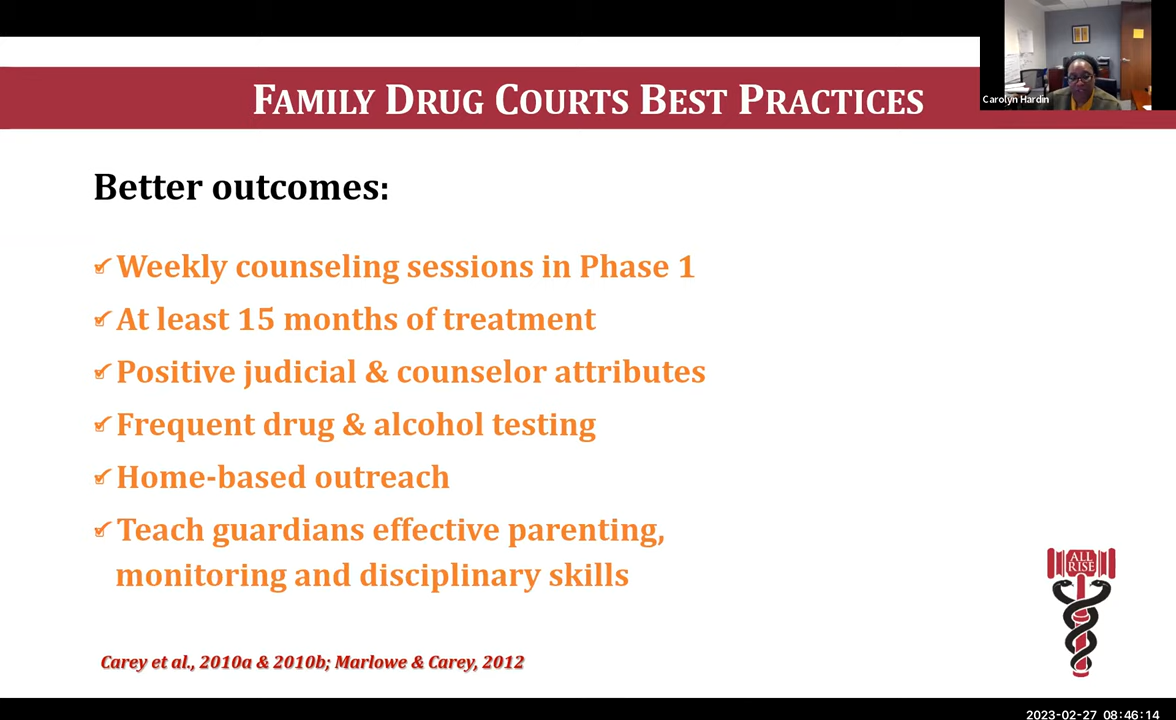 FAMILY DRUG COURTS BEST PRACTICES
Carolyn Hardin
Better outcomes:
Weekly counseling sessions in Phase 1
At least 15 months of treatment
Positive judicial & counselor attributes
Frequent drug & alcohol testing
Home-based outreach
Teach guardians effective parenting,
monitoring and disciplinary skills
ALL
RISE
Carey et al., 2010a & 2010b; Marlowe & Carey, 2012
2023-02-27 08:46:14